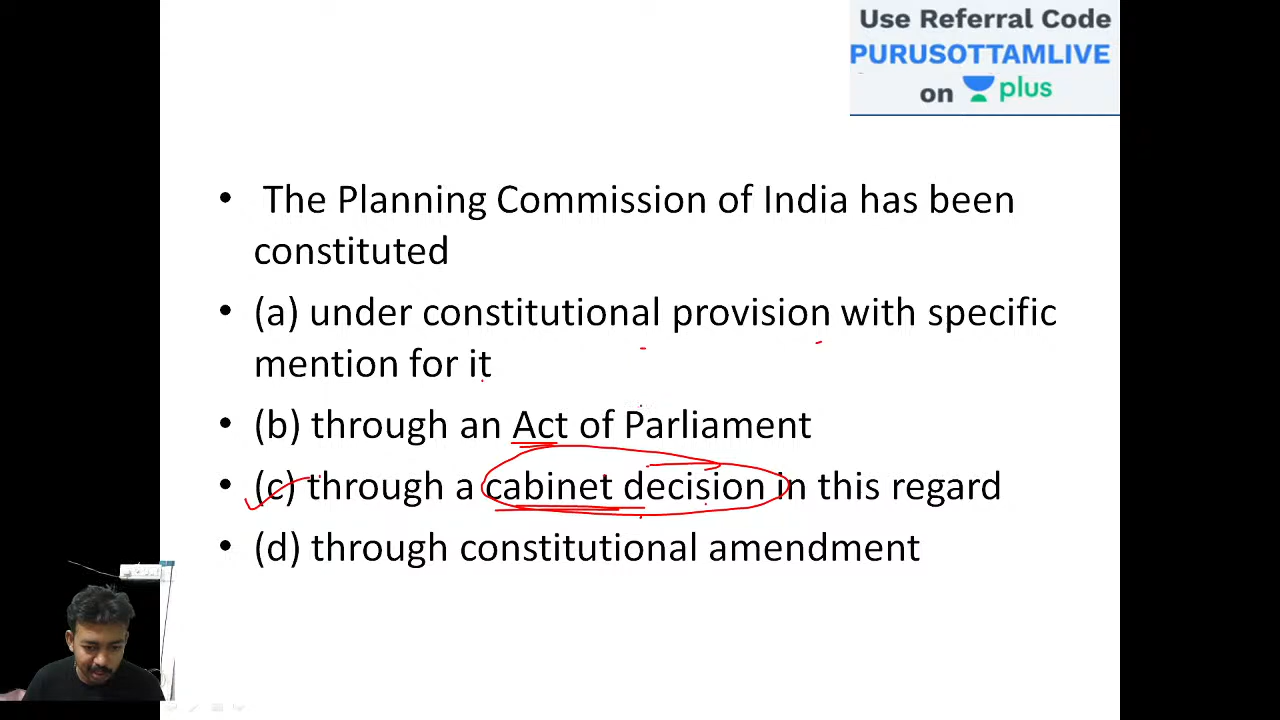 Use Referral Code
PURUSOTTAMLIVE
on plus
• The Planning Commission of India has been
constituted
• (a) under constitutional provision with specific
mention for it
• (b) through an Act of Parliament
• (c) through a cabinet decision in this regard
• (d) through constitutional amendment